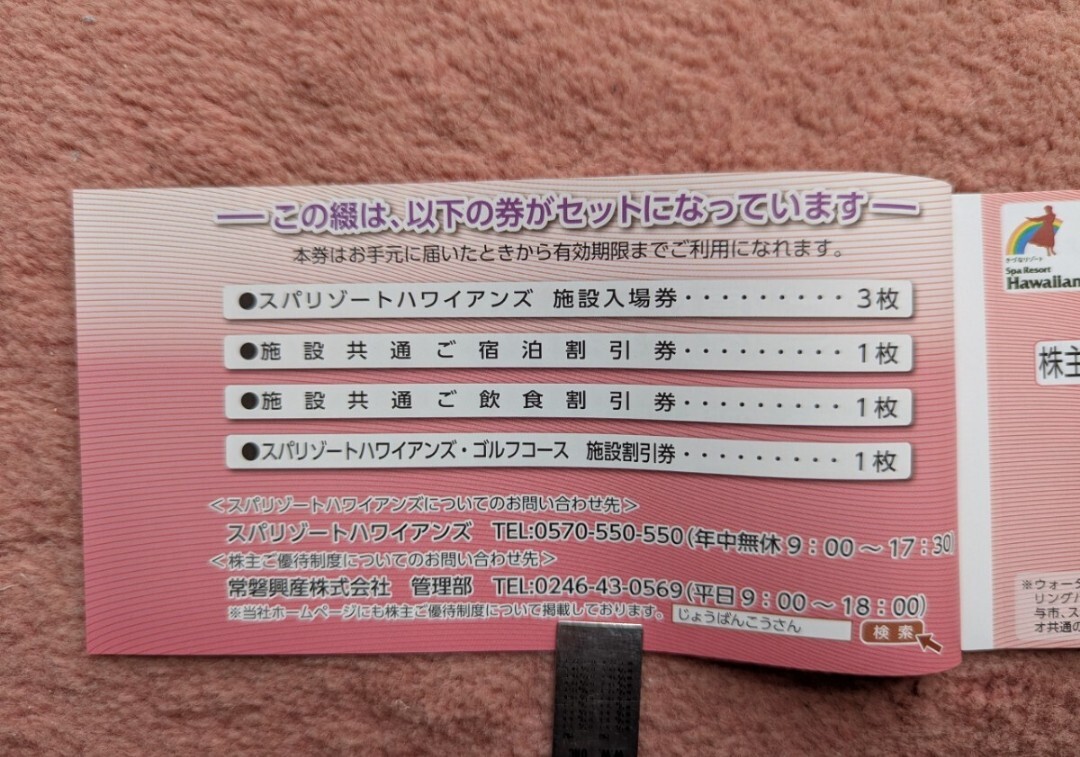 この綴は、以下の券がセットになっています
本券はお手元に届いたときから有効期限までご利用になれます。
●スパリゾートハワイアンズ 施設入場券・・・・・・・・・3枚
●施設共通ご宿泊割引券・・・・・・・・・1枚
●施設共通ご飲食割引券・・・・・・・・・1枚
●スパリゾートハワイアンズ・ゴルフコース 施設割引券・・・・・・・・・1枚
＜スパリゾートハワイアンズについてのお問い合わせ先＞
スパリゾートハワイアンズ TEL:0570-550-550(年中無休 9：00～17：30)
＜株主ご優待制度についてのお問い合わせ先＞
常磐興産株式会社 管理部 TEL:0246-43-0569(平日 9：00～18：00)
※当社ホームページにも株主ご優待制度について掲載しております。 じょうばんこうさん 検索
きづなリゾート
Spa Resort
Hawaiian
株主
※ウォータ
リングパ
与市、ス
オ共通の